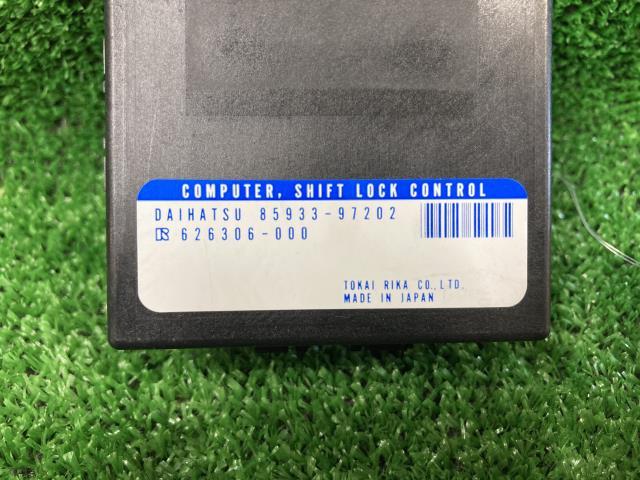 COMPUTER, SHIFT LOCK CONTROL
DAIHATSU 85933-97202
626306-000
TOKAI RIKA CO.,LTD.
MADE IN JAPAN